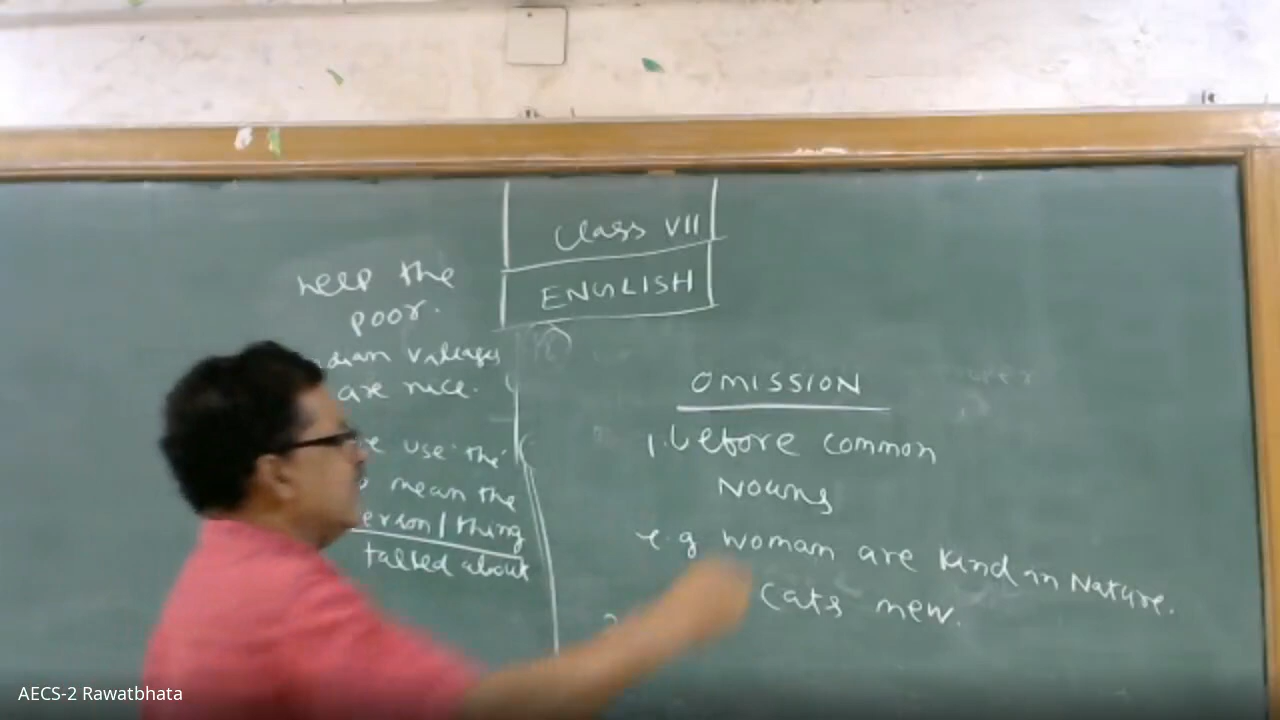 Class VII
ENGLISH
help the
poor.
villages
are nice.
use the
mean the
person/thing
talked about
OMISSION
1. before common
Nouns
e.g woman are kind in Nature.
Cats mew.
AECS-2 Rawatbhata